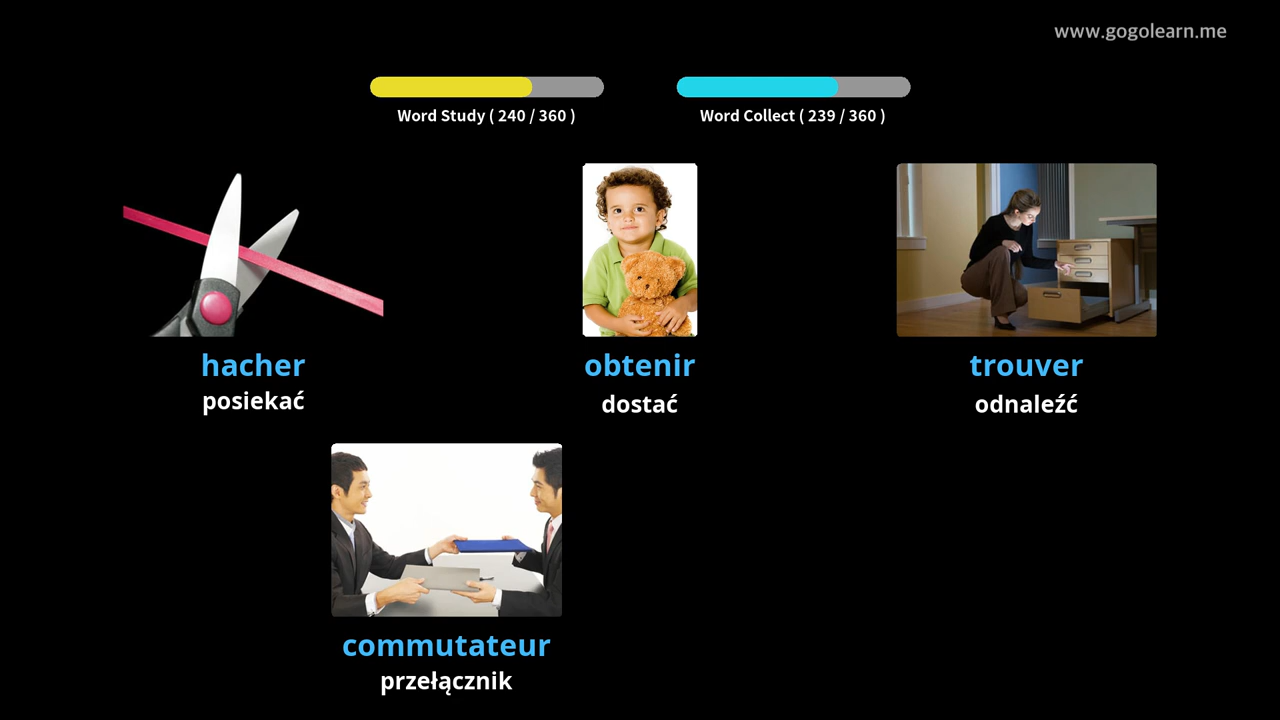 www.gogolearn.me
Word Study ( 240 / 360 )
Word Collect ( 239 / 360 )
hacher
posiekać
obtenir
dostać
trouver
odnaleźć
commutateur
przełącznik